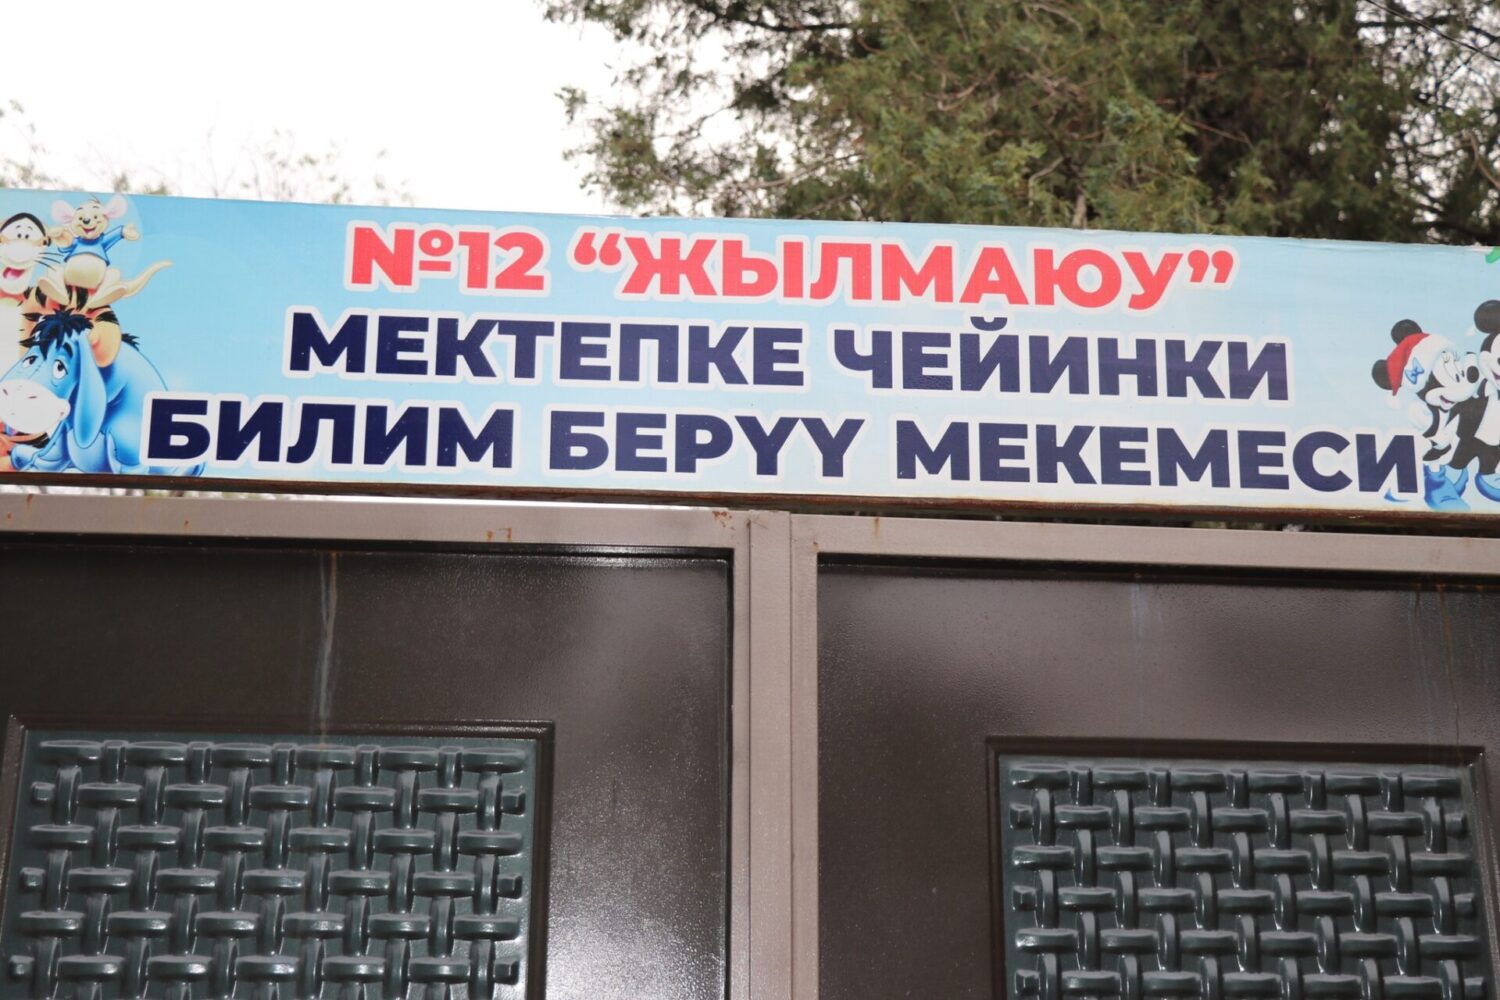 №12 “ЖЫЛМАЮУ”
МЕКТЕПКЕ ЧЕЙИНКИ
БИЛИМ БЕРҮҮ МЕКЕМЕСИ